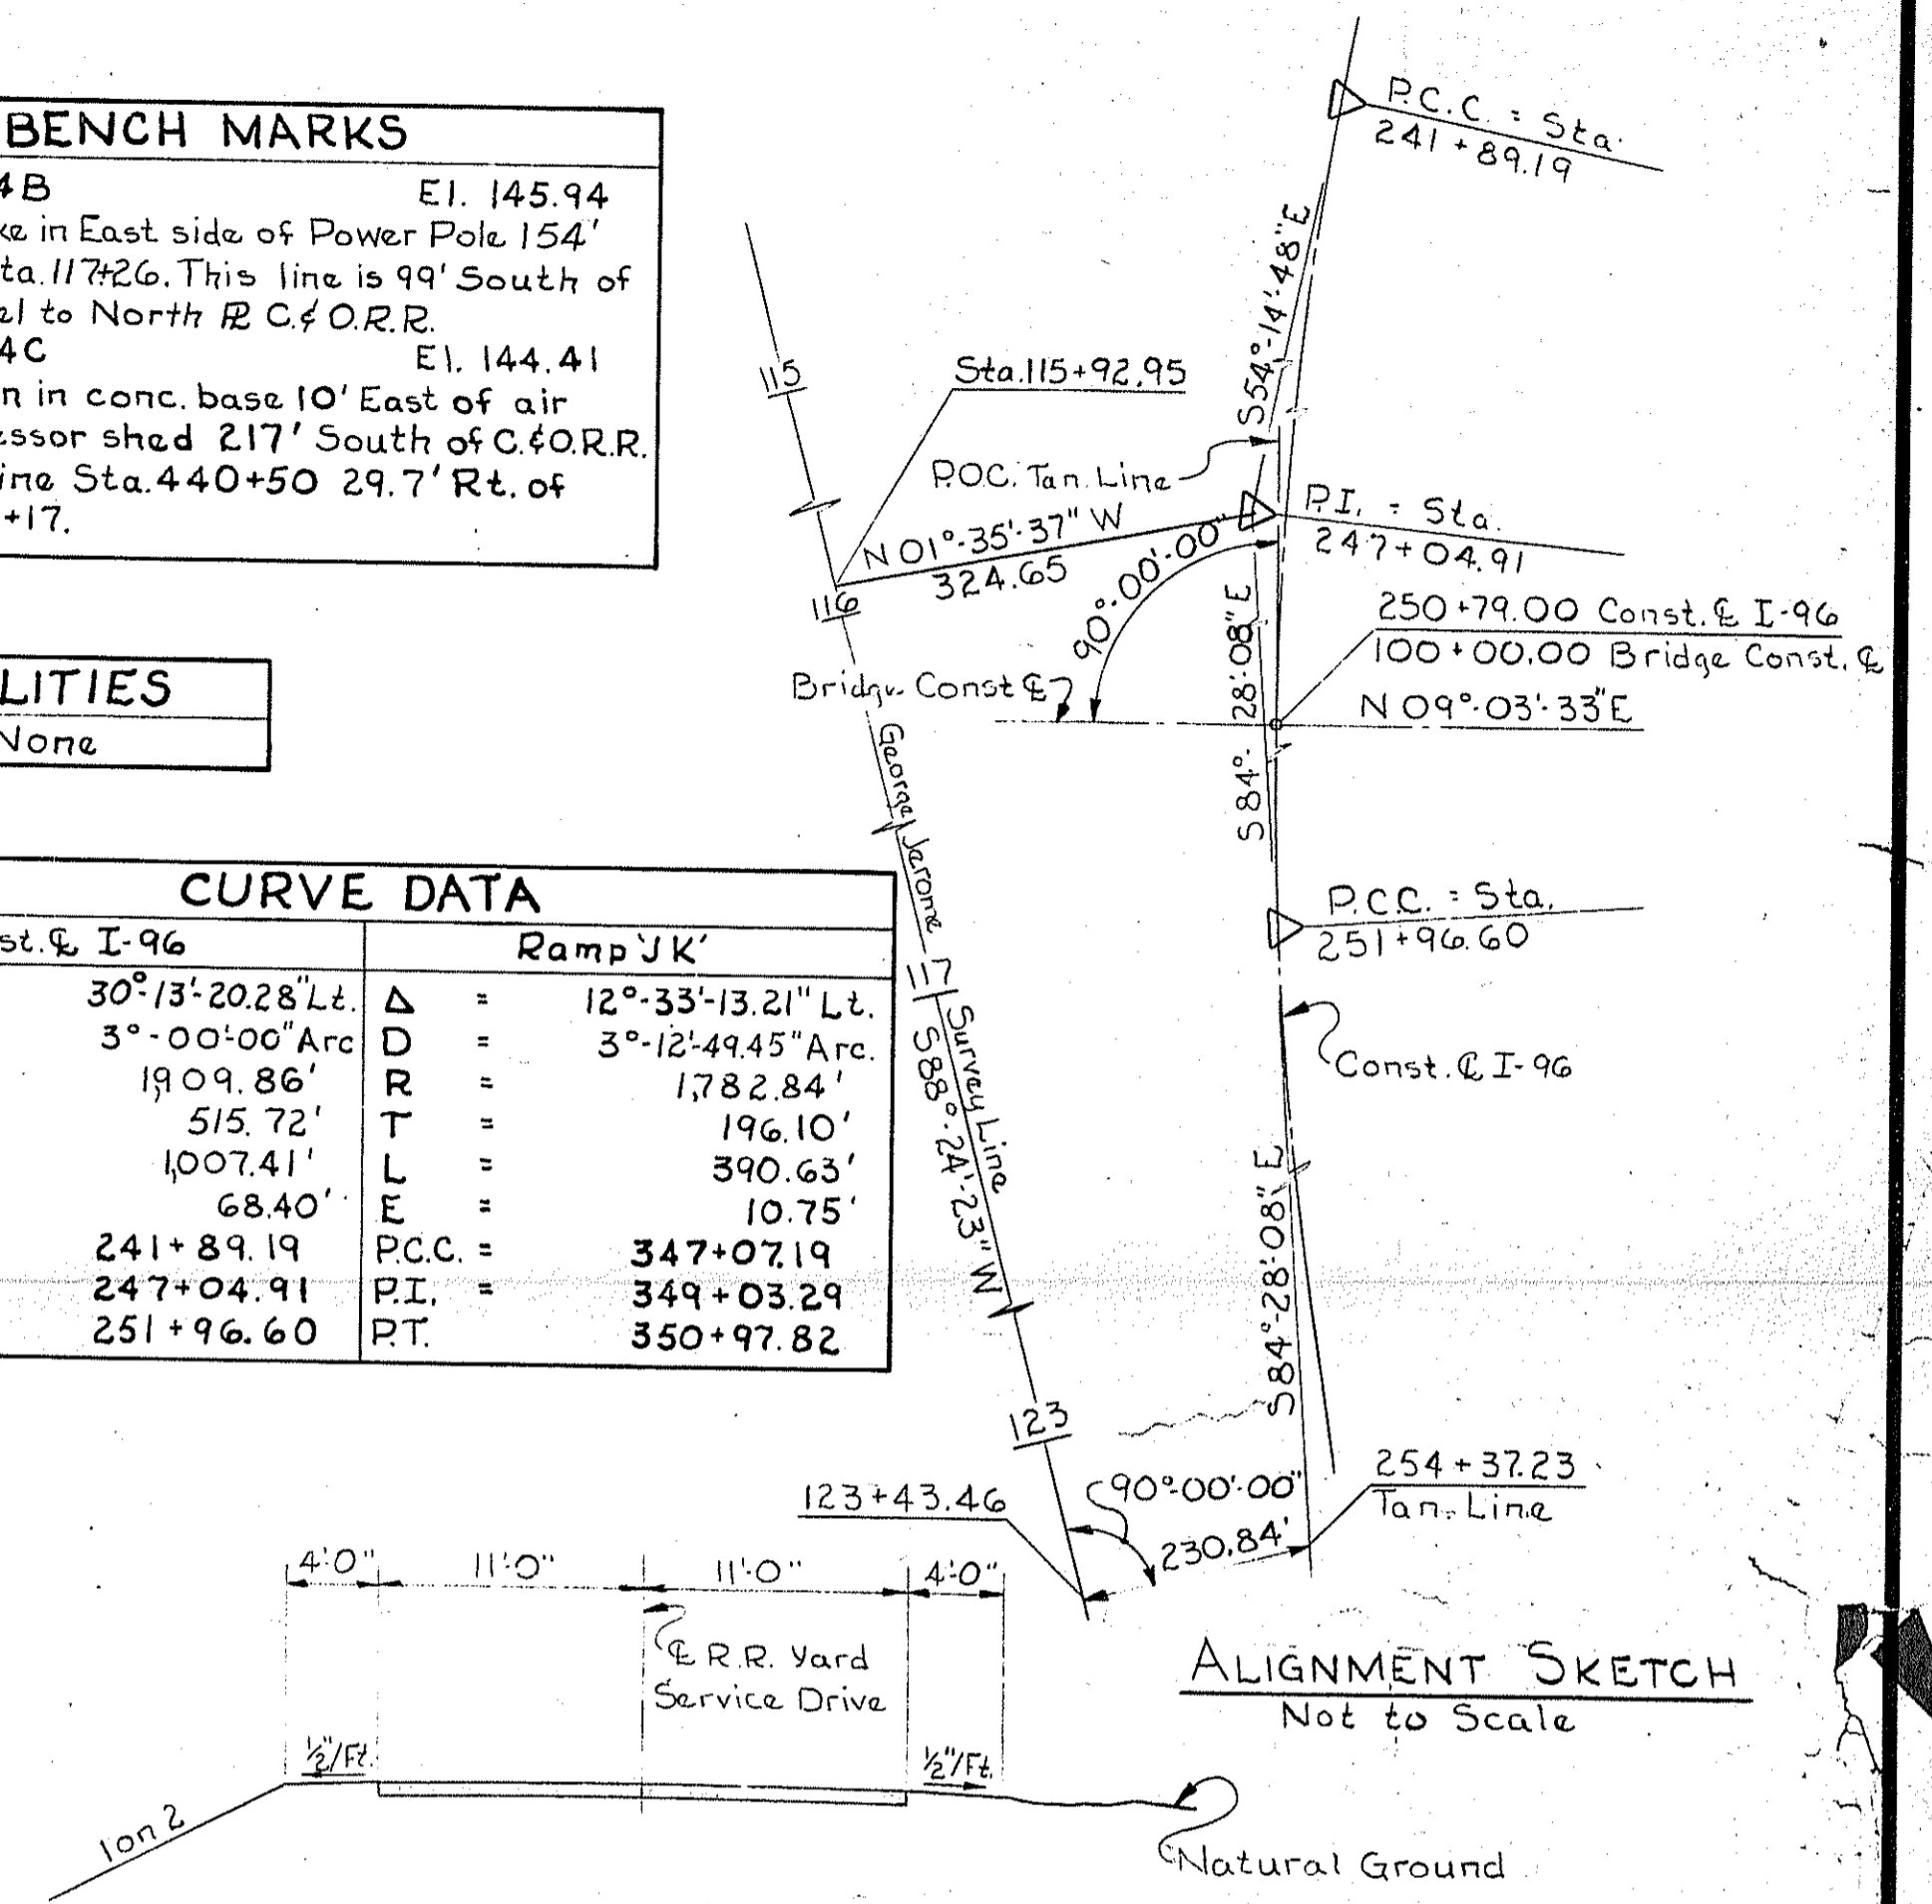 BENCH MARKS
4B El. 145.94
ke in East side of Power Pole 154'
ta. 117+26. This line is 99' South of
el to North ⅊ C.&O.R.R.
4C El. 144.41
n in conc. base 10' East of air
essor shed 217' South of C.&O.R.R.
ine Sta. 440+50 29.7' Rt. of
+17.
LITIES
None
CURVE DATA
st. ℄ I-96 Ramp 'JK'
30°-13'-20.28" Lt. Δ = 12°-33'-13.21" Lt.
3°-00'-00" Arc D = 3°-12'-49.45" Arc.
1,909.86' R = 1,782.84'
515.72' T = 196.10'
1,007.41' L = 390.63'
68.40' E = 10.75'
241+89.19 P.C.C. = 347+07.19
247+04.91 P.I. = 349+03.29
251+96.60 P.T. 350+97.82
P.C.C. = Sta.
241+89.19
S54°-14'-48"E
115
Sta. 115+92.95
P.O.C. Tan. Line
P.I. = Sta.
247+04.91
N 01°-35'-37" W
324.65
116
90°-00'-00"
250+79.00 Const. ℄ I-96
100+00.00 Bridge Const. ℄
Bridge Const ℄
N 09°-03'-33"E
S 84°-28'-08"E
George Jerome
117
Survey Line
S88°-24'-23" W
P.C.C. = Sta.
251+96.60
Const. ℄ I-96
S84°-28'-08" E
123
123+43.46
90°00'-00"
230.84'
254+37.23
Tan. Line
ALIGNMENT SKETCH
Not to Scale
4'-0" 11'-0" 11'-0" 4'-0"
℄ R.R. Yard
Service Drive
½"/Ft. ½"/Ft.
1 on 2
Natural Ground